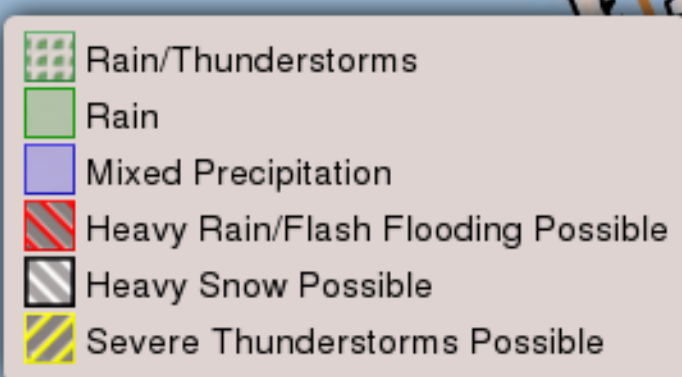 Rain/Thunderstorms
Rain
Mixed Precipitation
Heavy Rain/Flash Flooding Possible
Heavy Snow Possible
Severe Thunderstorms Possible